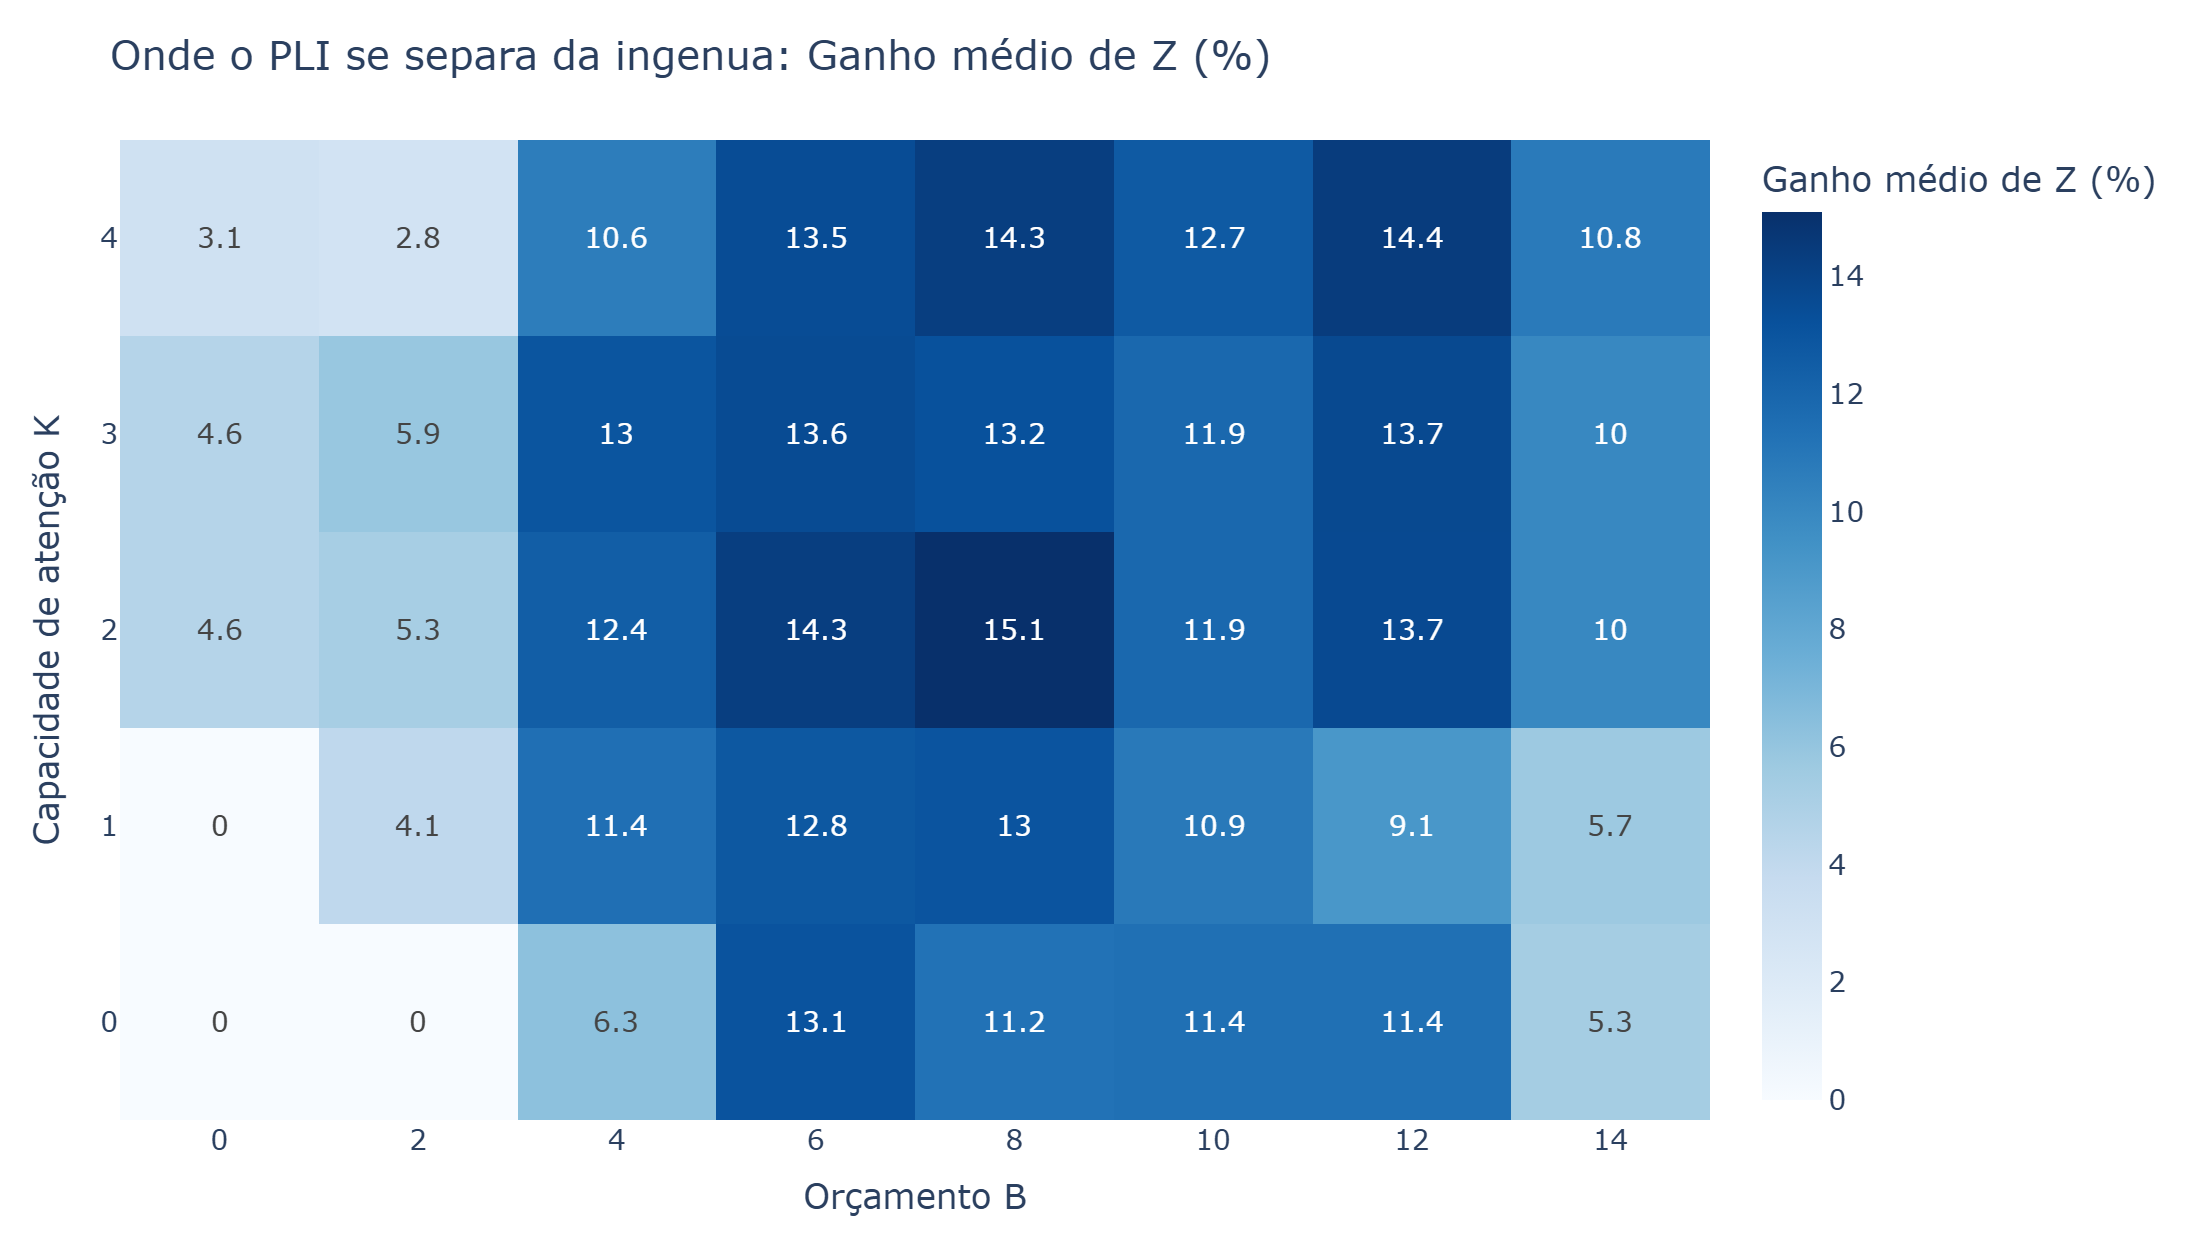 Onde o PLI se separa da ingenua: Ganho médio de Z (%)
Ganho médio de Z (%)
4 3.1 2.8 10.6 13.5 14.3 12.7 14.4 10.8
3 4.6 5.9 13 13.6 13.2 11.9 13.7 10
2 4.6 5.3 12.4 14.3 15.1 11.9 13.7 10
1 0 4.1 11.4 12.8 13 10.9 9.1 5.7
0 0 0 6.3 13.1 11.2 11.4 11.4 5.3
0 2 4 6 8 10 12 14
Orçamento B
Capacidade de atenção K
14
12
10
8
6
4
2
0